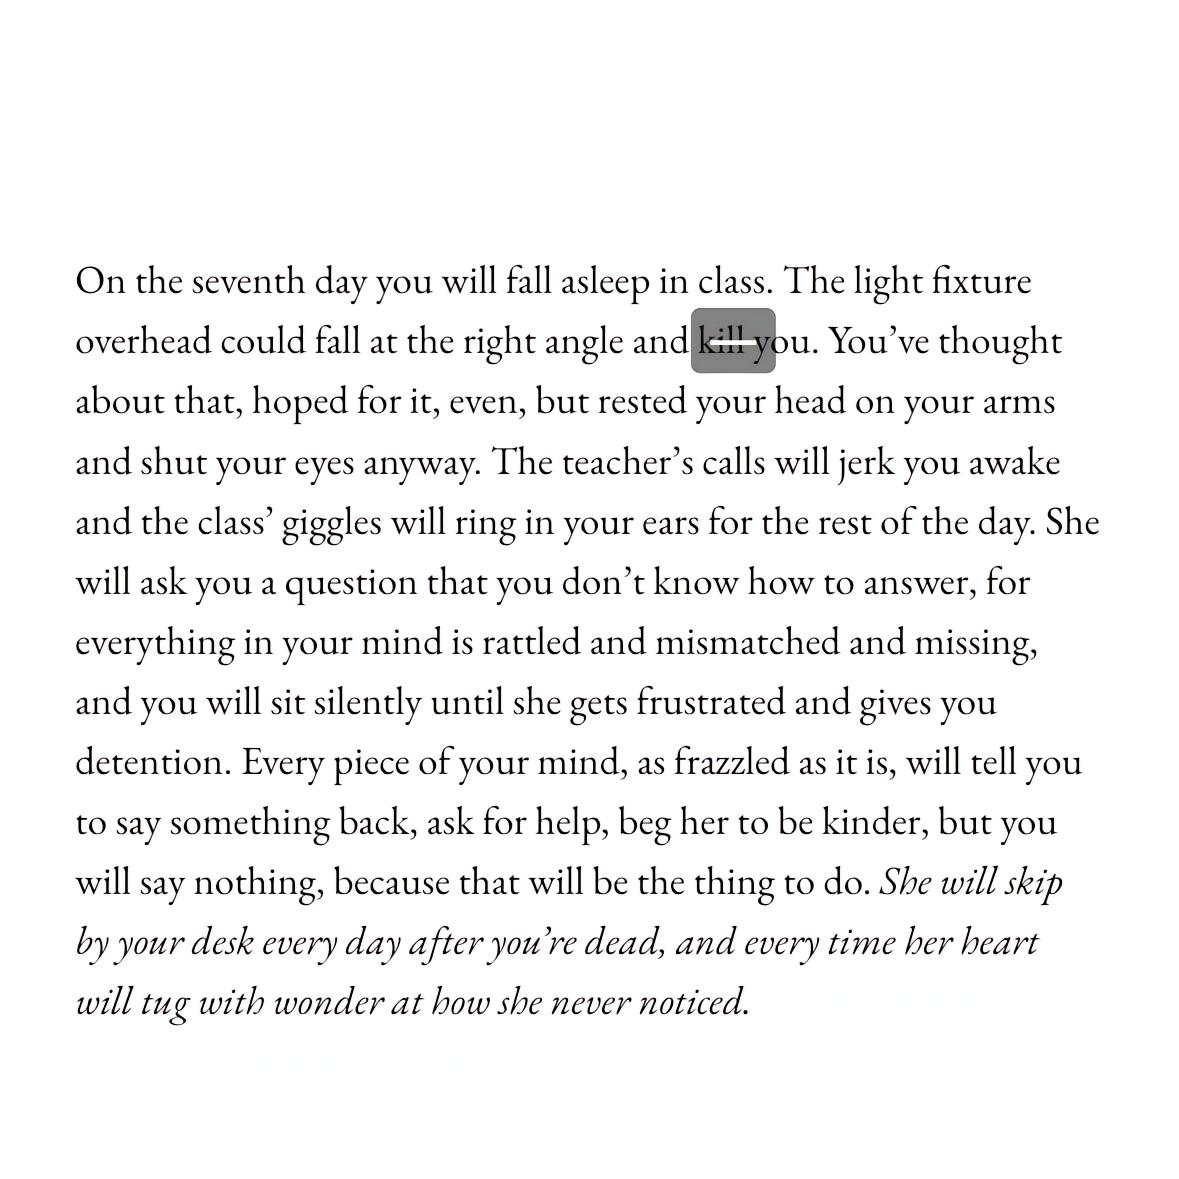 On the seventh day you will fall asleep in class. The light fixture
overhead could fall at the right angle and kill you. You’ve thought
about that, hoped for it, even, but rested your head on your arms
and shut your eyes anyway. The teacher’s calls will jerk you awake
and the class’ giggles will ring in your ears for the rest of the day. She
will ask you a question that you don’t know how to answer, for
everything in your mind is rattled and mismatched and missing,
and you will sit silently until she gets frustrated and gives you
detention. Every piece of your mind, as frazzled as it is, will tell you
to say something back, ask for help, beg her to be kinder, but you
will say nothing, because that will be the thing to do. She will skip
by your desk every day after you’re dead, and every time her heart
will tug with wonder at how she never noticed.